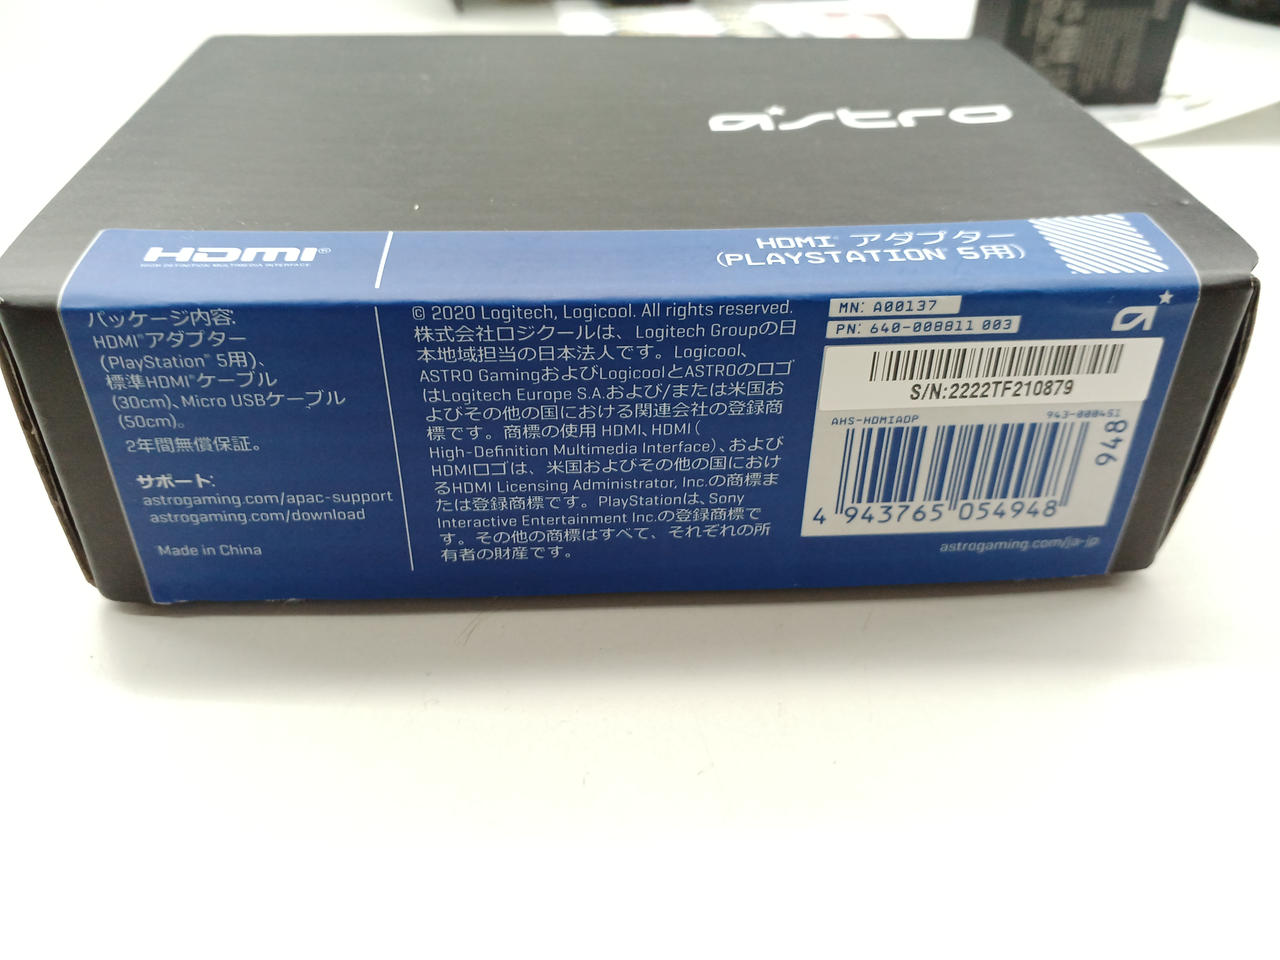 astro
HDMI®
HIGH-DEFINITION MULTIMEDIA INTERFACE
HDMI® アダプター
(PLAYSTATION® 5用)
パッケージ内容:
HDMI®アダプター
(PlayStation® 5用)、
標準HDMI®ケーブル
(30cm)、Micro USBケーブル
(50cm)。
2年間無償保証。
サポート:
astrogaming.com/apac-support
astrogaming.com/download
Made in China
© 2020 Logitech, Logicool. All rights reserved.
株式会社ロジクールは、Logitech Groupの日
本地域担当の日本法人です。Logicool、
ASTRO GamingおよびLogicoolとASTROのロゴ
はLogitech Europe S.A.および/または米国お
よびその他の国における関連会社の登録商
標です。商標の使用 HDMI、HDMI (
High-Definition Multimedia Interface)、および
HDMIロゴは、米国およびその他の国におけ
るHDMI Licensing Administrator, Inc.の商標ま
たは登録商標です。PlayStationは、Sony
Interactive Entertainment Inc.の登録商標で
す。その他の商標はすべて、それぞれの所
有者の財産です。
MN: A00137
PN: 640-008811 003
S/N:2222TF210879
AHS-HDMIADP 943-000451
948
4 943765 054948
astrogaming.com/ja-jp